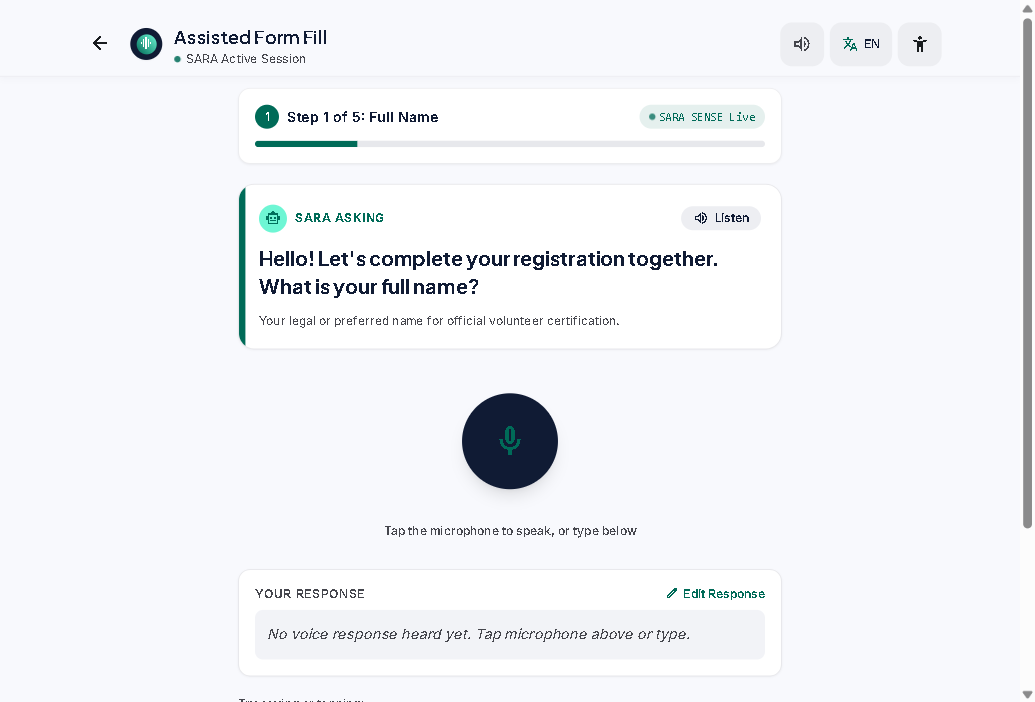 Assisted Form Fill
SARA Active Session
EN
1
Step 1 of 5: Full Name
SARA SENSE Live
SARA ASKING
Listen
Hello! Let's complete your registration together.
What is your full name?
Your legal or preferred name for official volunteer certification.
Tap the microphone to speak, or type below
YOUR RESPONSE
Edit Response
No voice response heard yet. Tap microphone above or type.